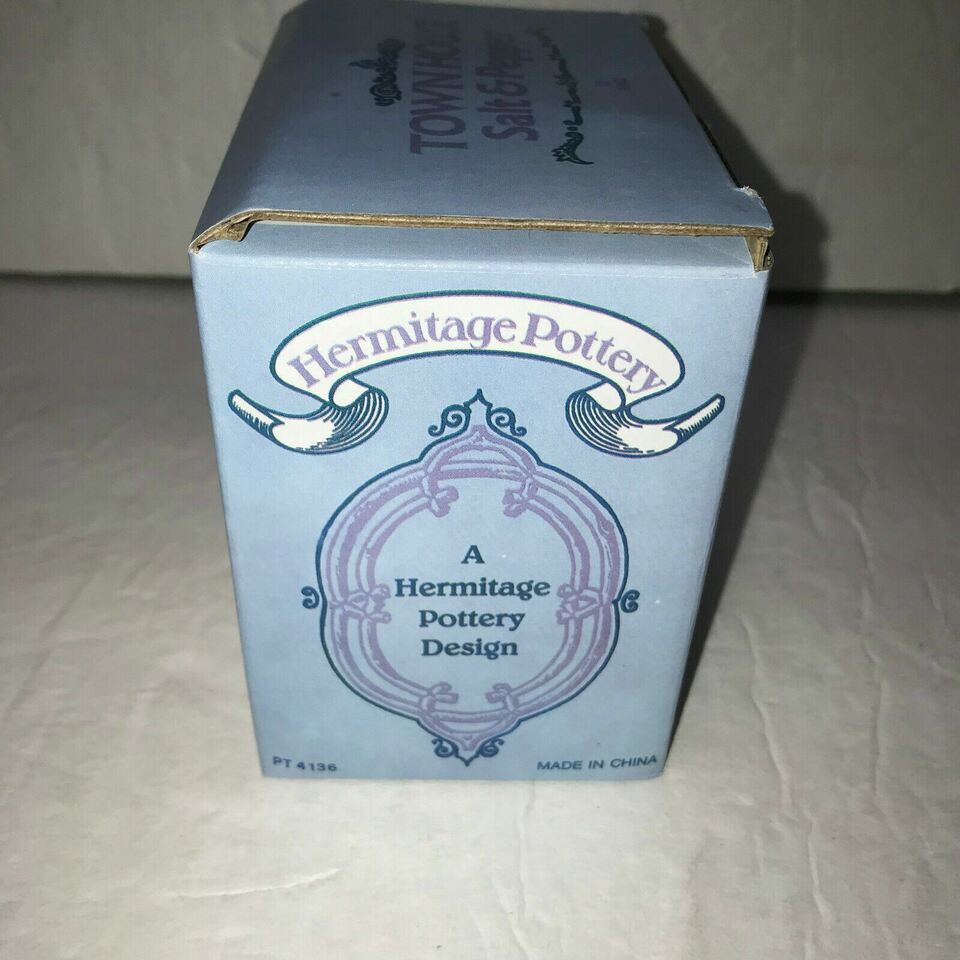 TOWNHOUSE
Salt & Pepper
Hermitage Pottery
A
Hermitage
Pottery
Design
PT 4136
MADE IN CHINA